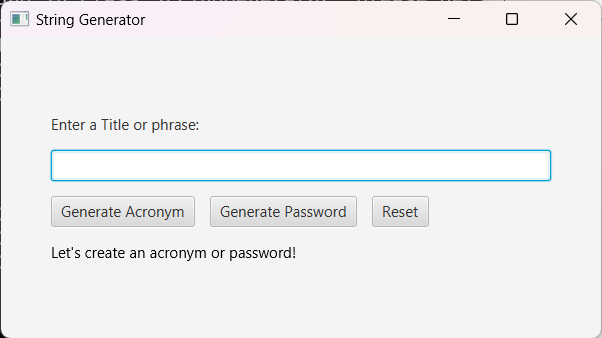 String Generator
Enter a Title or phrase:
Generate Acronym Generate Password Reset
Let's create an acronym or password!